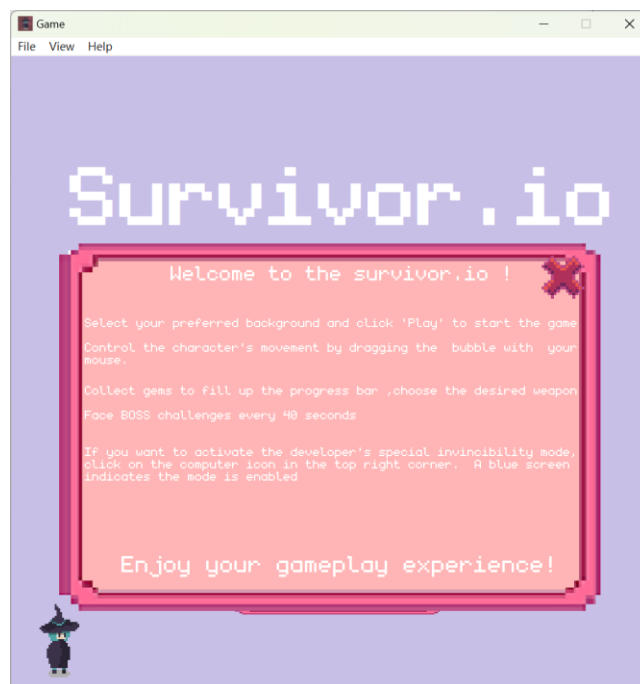 Game
File View Help
Survivor.io
Welcome to the survivor.io !
Select your preferred background and click 'Play' to start the game
Control the character's movement by dragging the bubble with your
mouse.
Collect gems to fill up the progress bar ,choose the desired weapon
Face BOSS challenges every 40 seconds
If you want to activate the developer's special invincibility mode,
click on the computer icon in the top right corner. A blue screen
indicates the mode is enabled
Enjoy your gameplay experience!